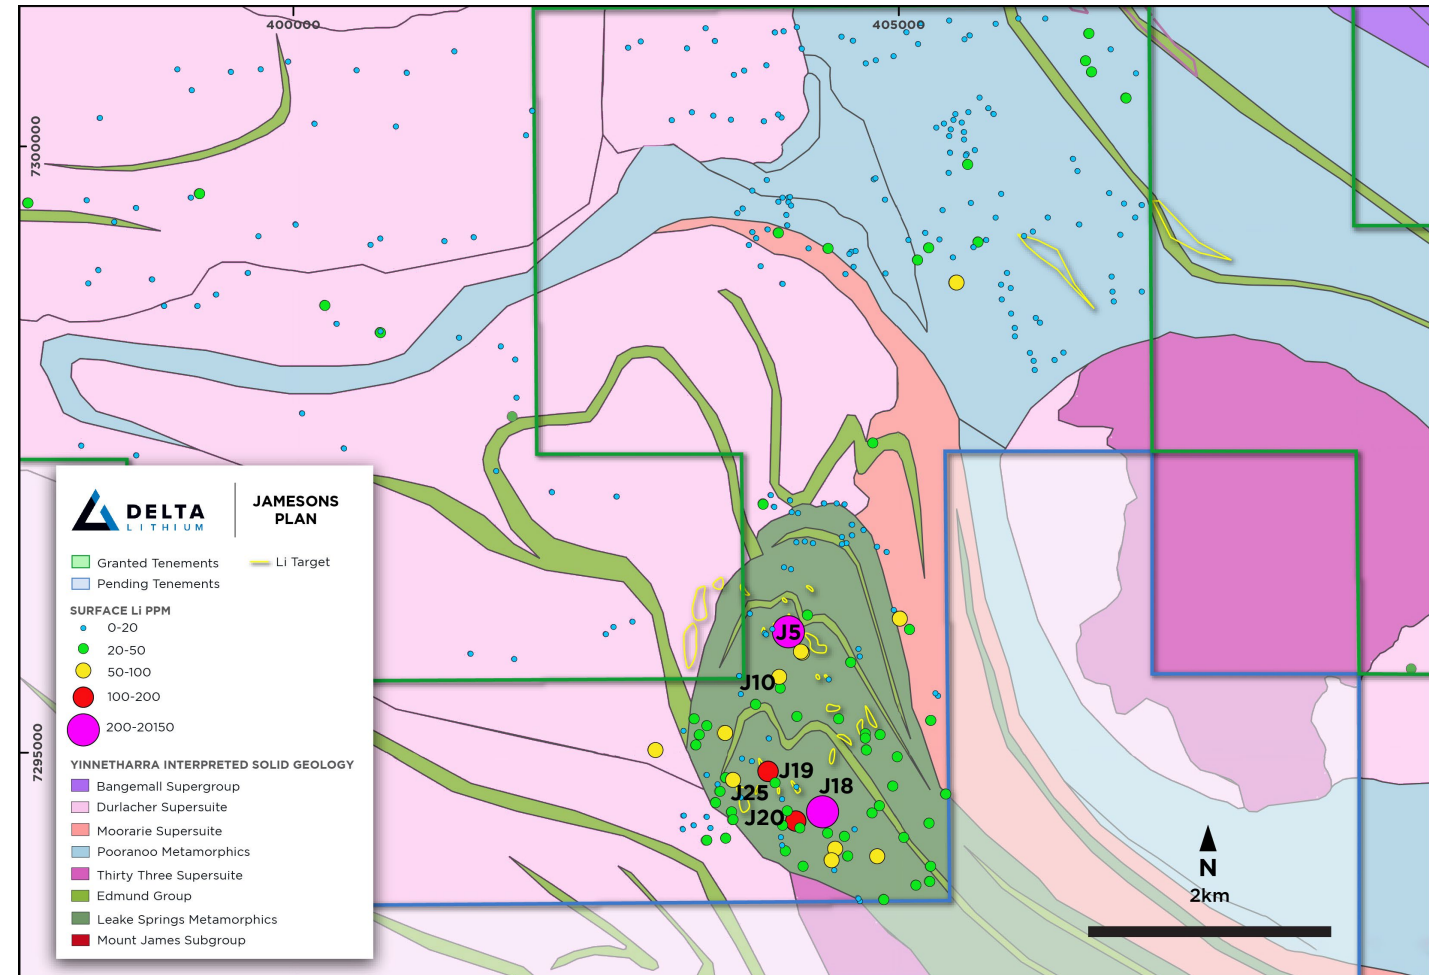 400000
405000
7300000
7295000
DELTA
LITHIUM
JAMESONS
PLAN
Granted Tenements
Li Target
Pending Tenements
SURFACE Li PPM
0-20
20-50
50-100
100-200
200-20150
YINNETHARRA INTERPRETED SOLID GEOLOGY
Bangemall Supergroup
Durlacher Supersuite
Moorarie Supersuite
Pooranoo Metamorphics
Thirty Three Supersuite
Edmund Group
Leake Springs Metamorphics
Mount James Subgroup
J5
J10
J19
J25
J18
J20
N
2km